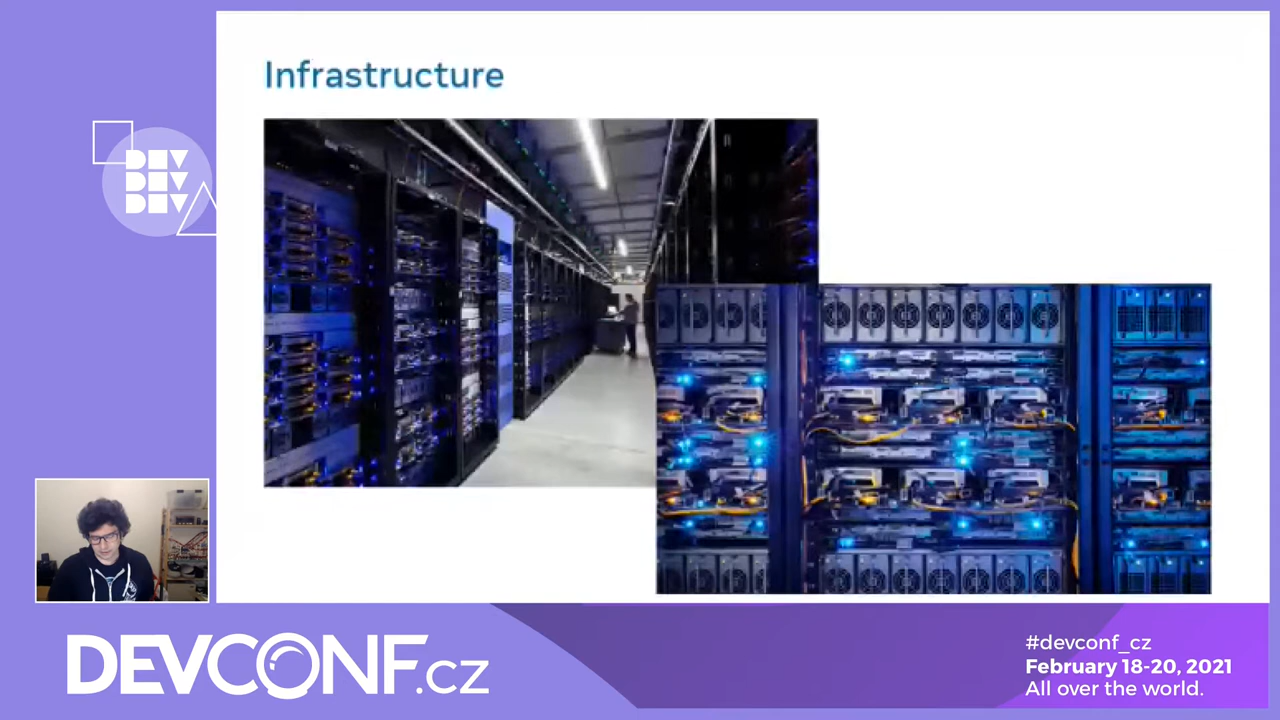 Infrastructure
DEV
DEV
DEV
DEVCONF.cz
#devconf_cz
February 18-20, 2021
All over the world.